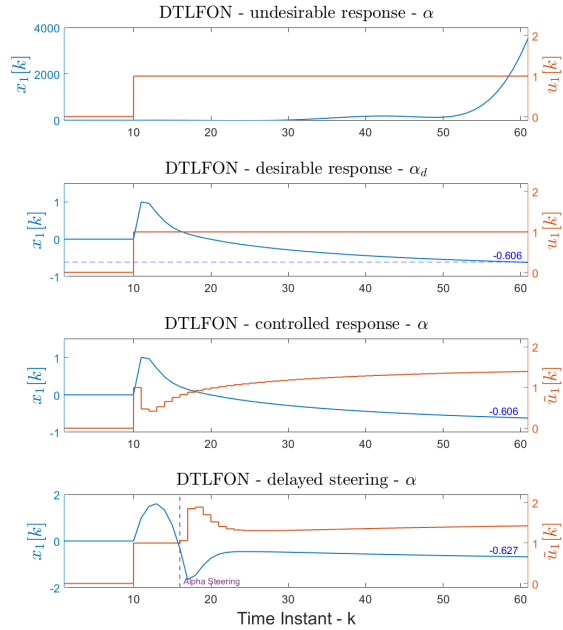 DTLFON - undesirable response - α
4000
2000
0
x₁[k]
2
1
0
u₁[k]
10 20 30 40 50 60
DTLFON - desirable response - α_d
1
0
-1
x₁[k]
-0.606
2
1
0
u₁[k]
10 20 30 40 50 60
DTLFON - controlled response - α
1
0
-1
x₁[k]
-0.606
2
1
0
ũ₁[k]
10 20 30 40 50 60
DTLFON - delayed steering - α
2
0
-2
x₁[k]
-0.627
Alpha Steering
2
1
0
ũ₁[k]
10 20 30 40 50 60
Time Instant - k